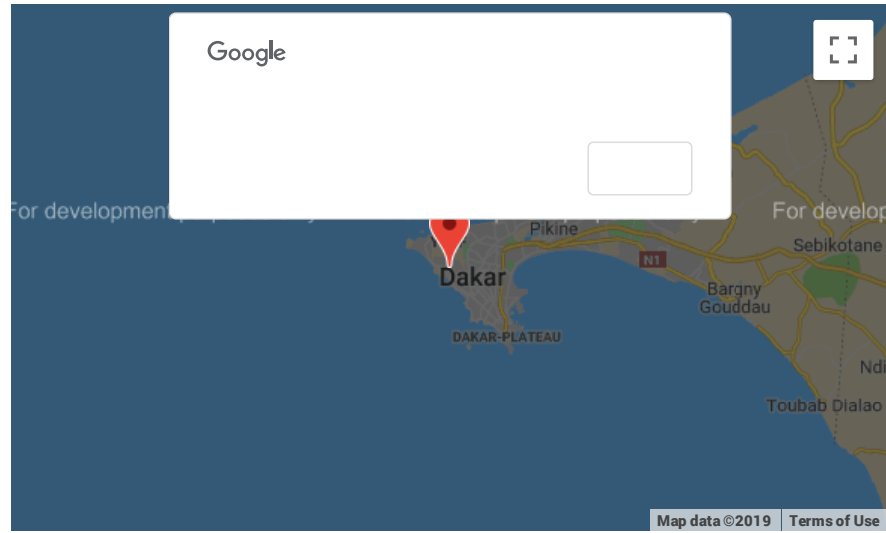 Google
For development
For develop
Pikine
Sebikotane
N1
Dakar
Bargny
Gouddau
DAKAR-PLATEAU
Ndi
Toubab Dialao
Map data ©2019
Terms of Use